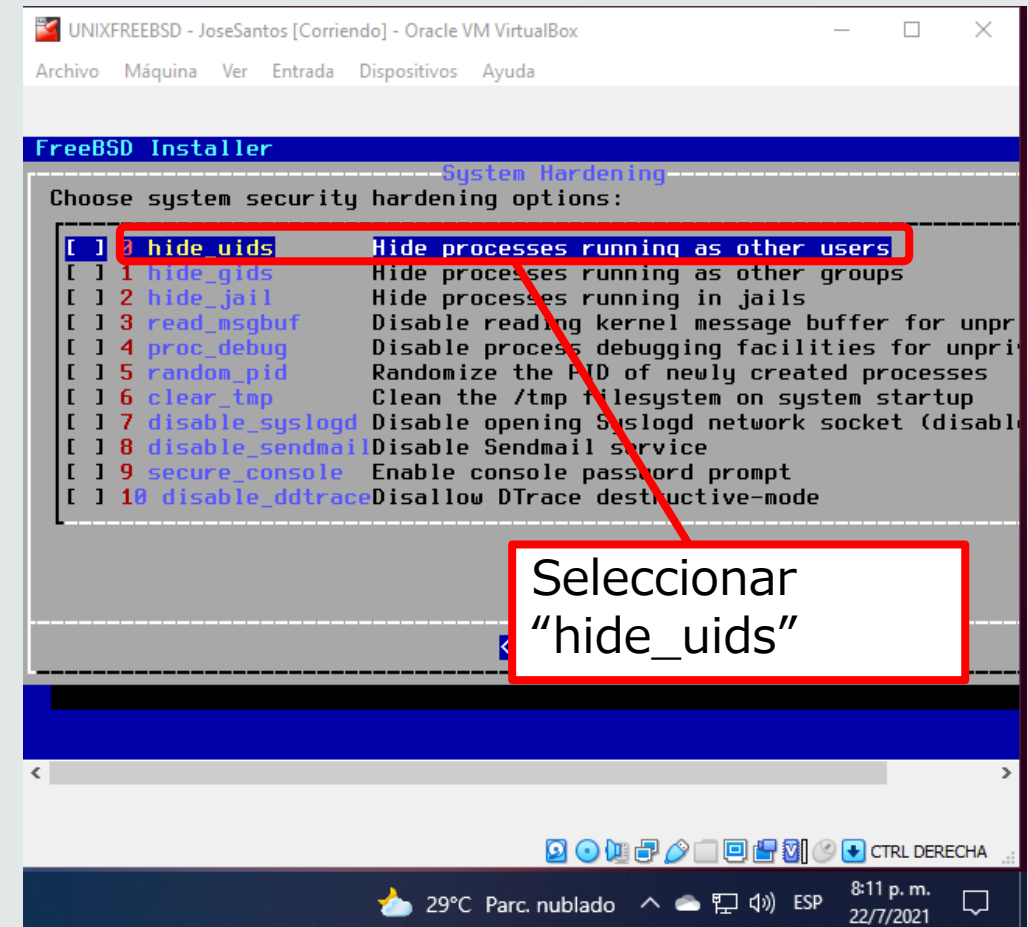 UNIXFREEBSD - JoseSantos [Corriendo] - Oracle VM VirtualBox
Archivo Máquina Ver Entrada Dispositivos Ayuda
FreeBSD Installer
System Hardening
Choose system security hardening options:
[ ] 0 hide_uids Hide processes running as other users
[ ] 1 hide_gids Hide processes running as other groups
[ ] 2 hide_jail Hide processes running in jails
[ ] 3 read_msgbuf Disable reading kernel message buffer for unpr
[ ] 4 proc_debug Disable process debugging facilities for unpri
[ ] 5 random_pid Randomize the PID of newly created processes
[ ] 6 clear_tmp Clean the /tmp filesystem on system startup
[ ] 7 disable_syslogd Disable opening Syslogd network socket (disabl
[ ] 8 disable_sendmail Disable Sendmail service
[ ] 9 secure_console Enable console password prompt
[ ] 10 disable_ddtrace Disallow DTrace destructive-mode
Seleccionar
“hide_uids”
CTRL DERECHA
29°C Parc. nublado ESP 8:11 p. m.
22/7/2021